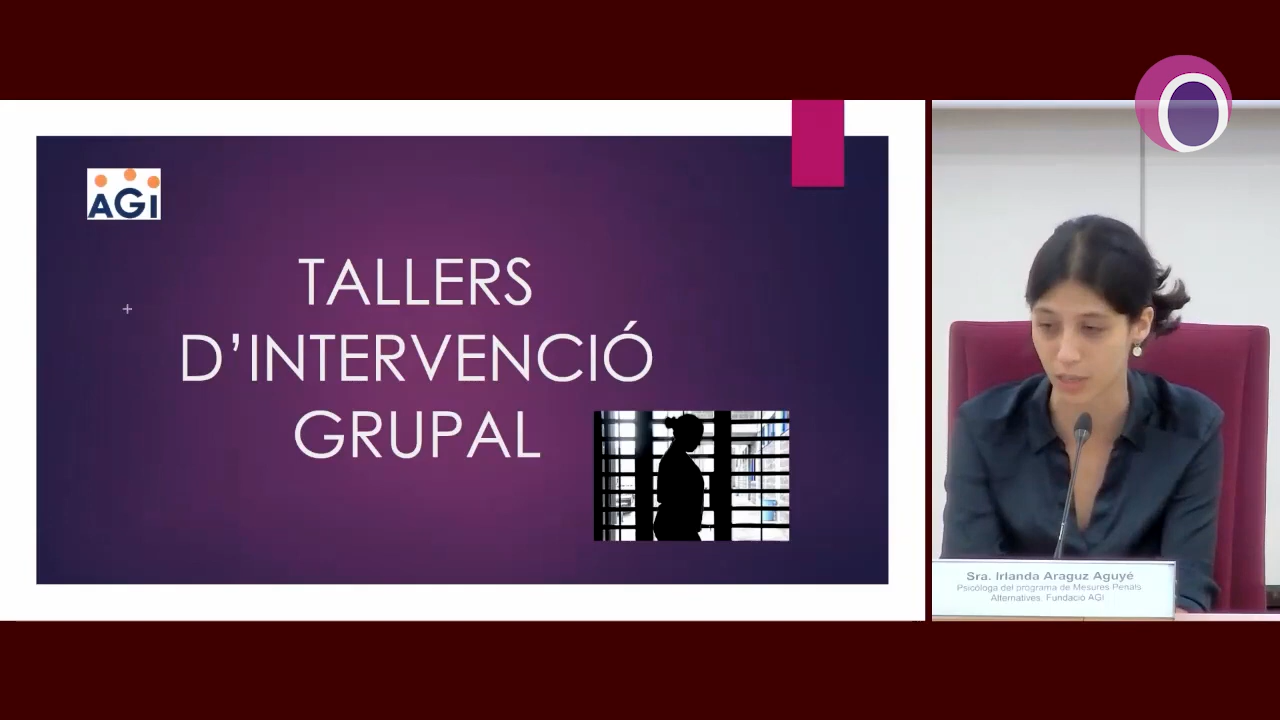 AGi
TALLERS
D’INTERVENCIÓ
GRUPAL
Sra. Irlanda Araguz Aguyé
Psicòloga del programa de Mesures Penals
Alternatives. Fundació AGI